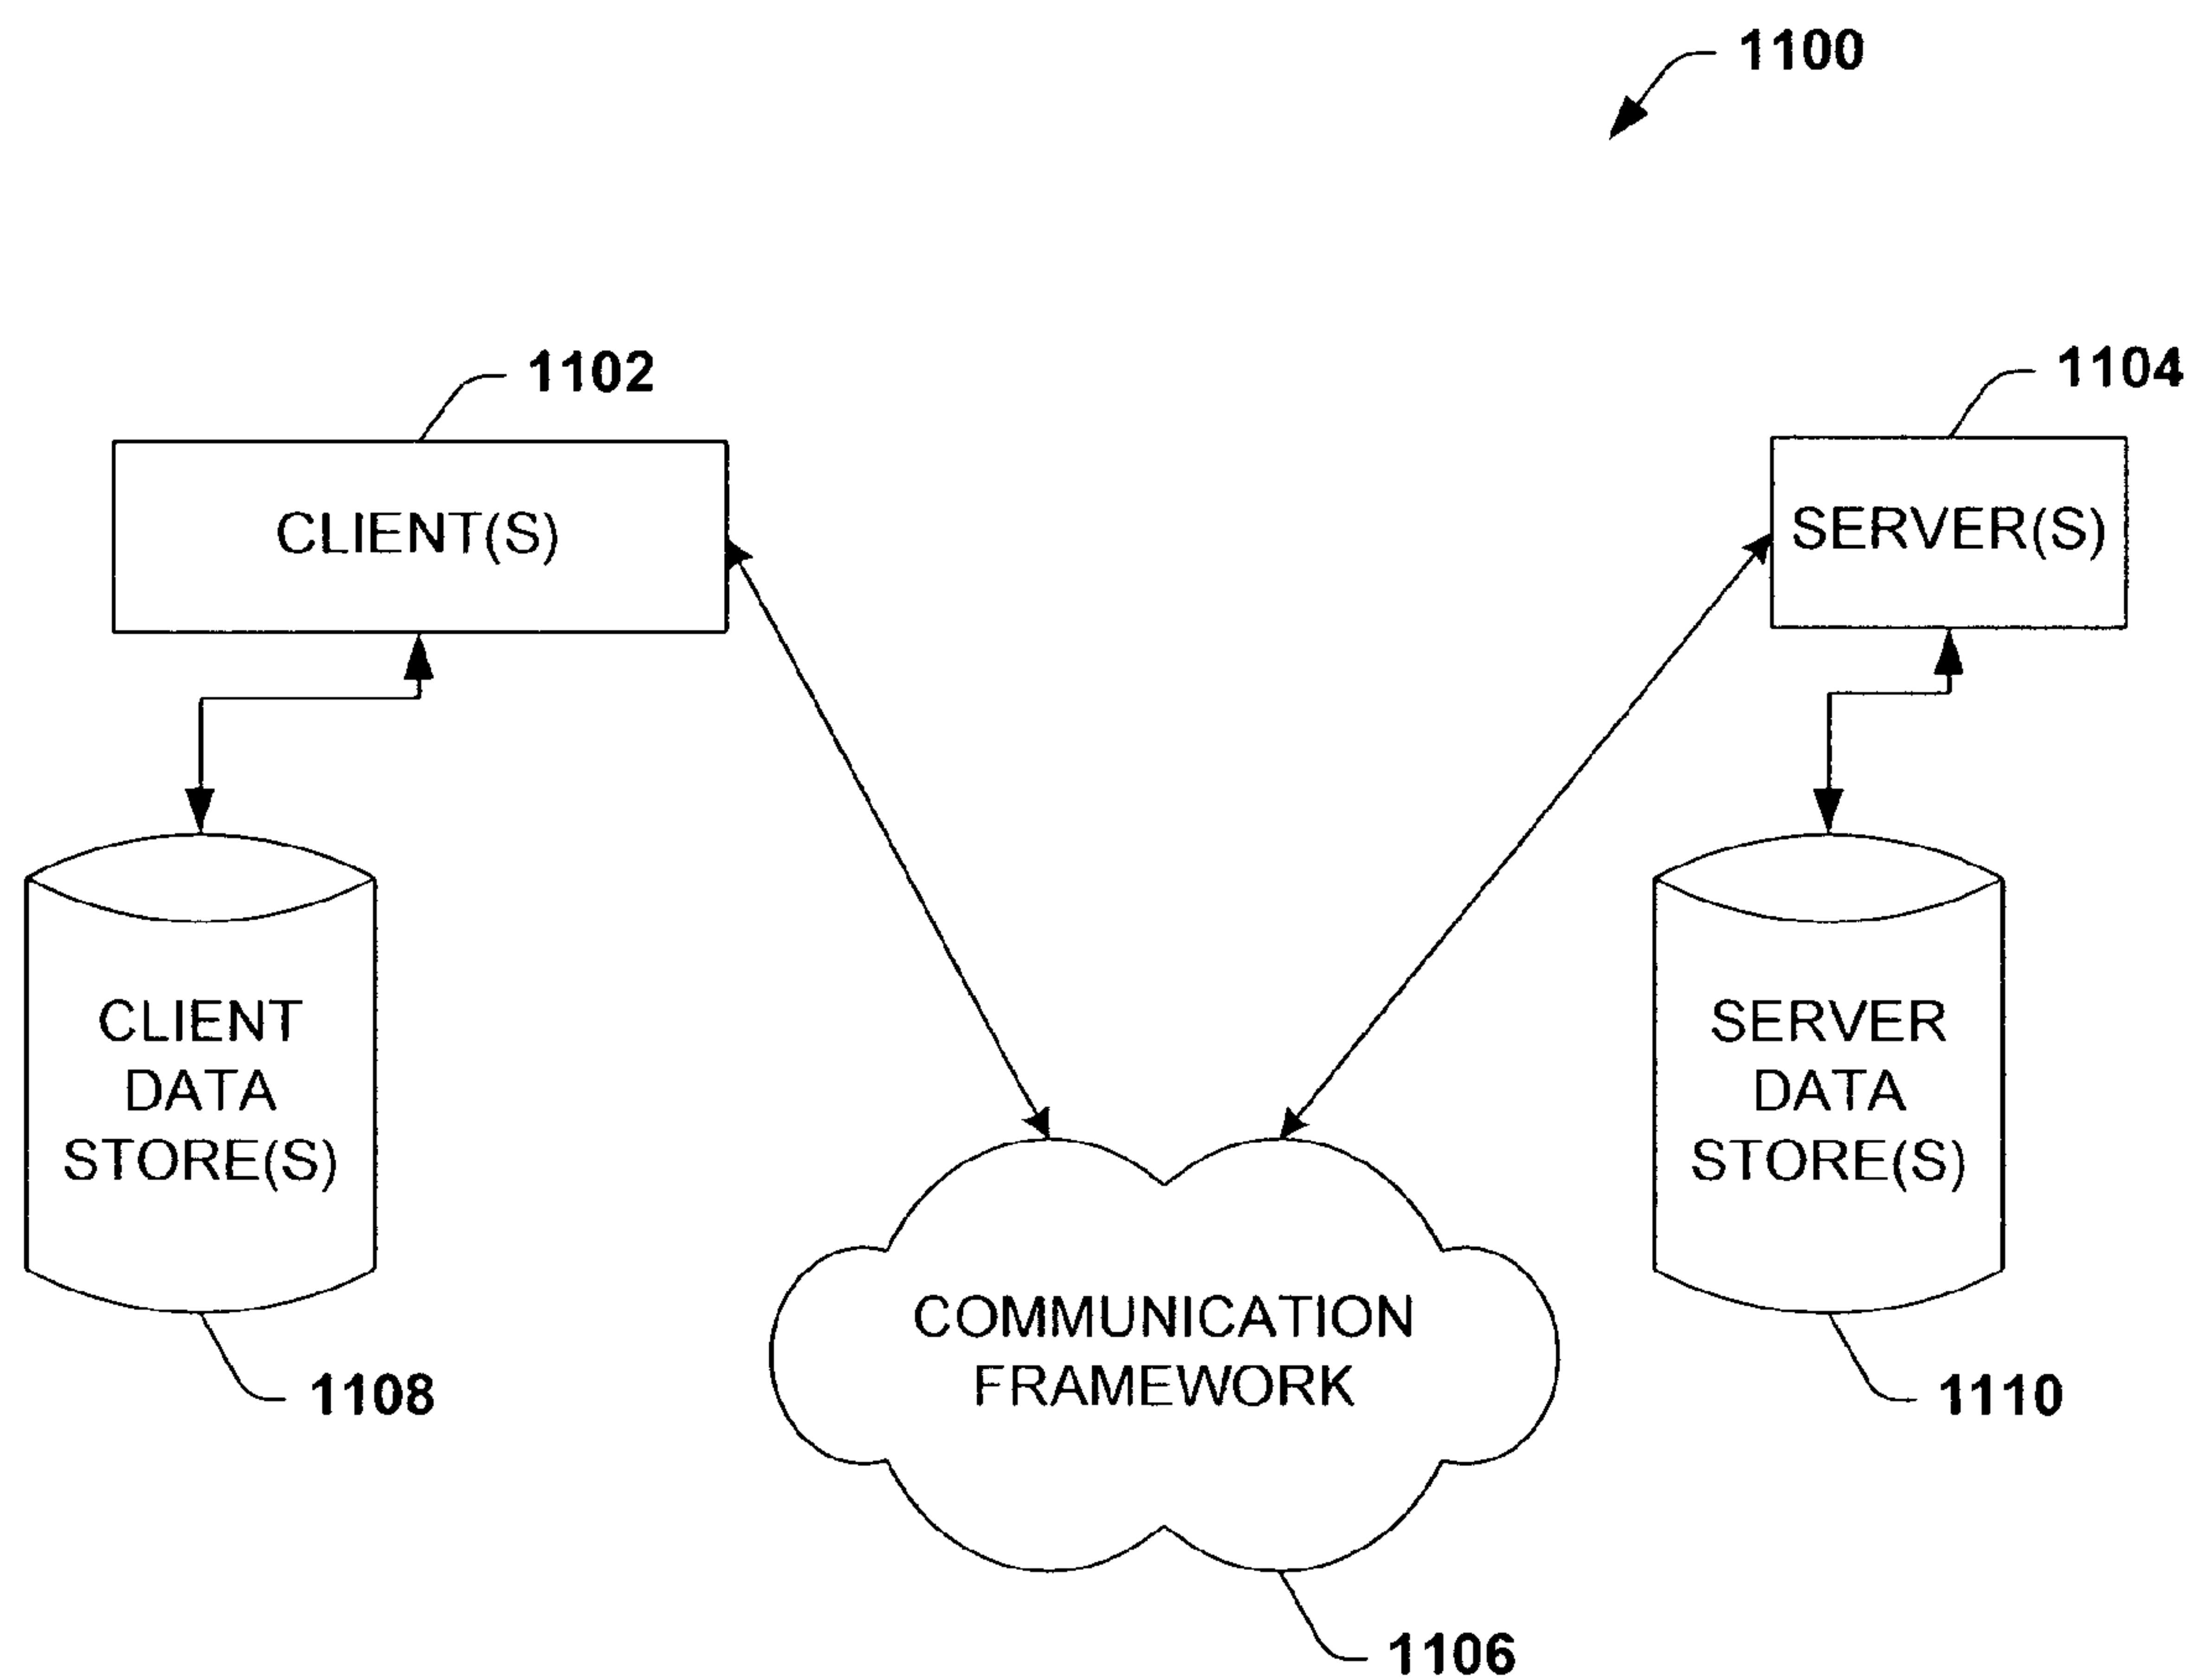 1100
1102
1104
CLIENT(S)
SERVER(S)
CLIENT
DATA
STORE(S)
SERVER
DATA
STORE(S)
COMMUNICATION
FRAMEWORK
1108
1110
1106